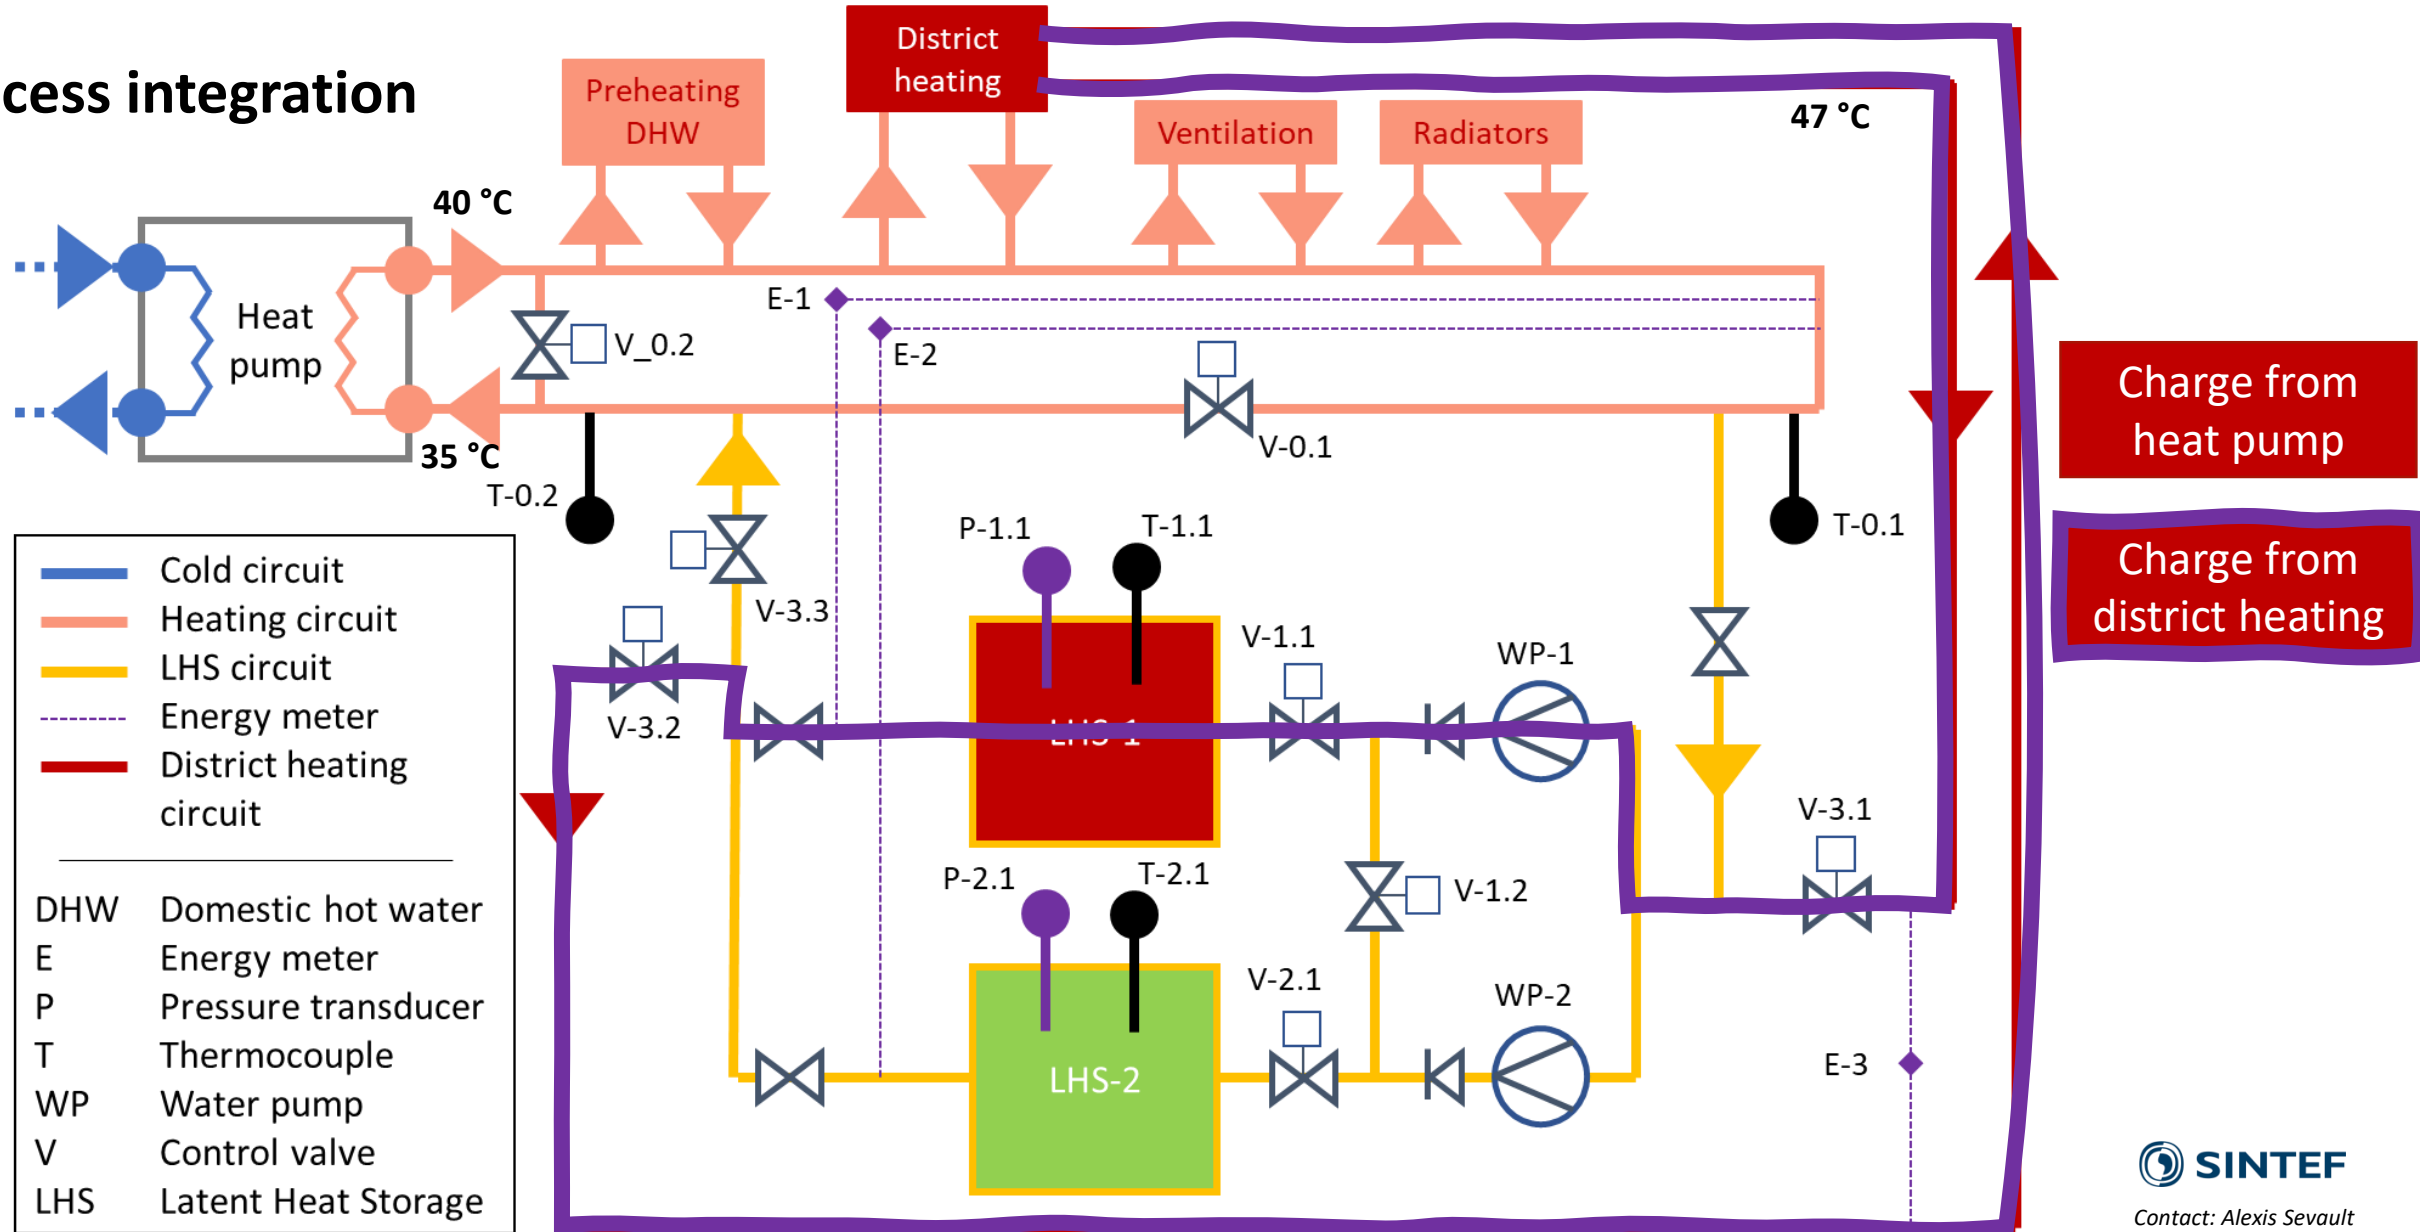 cess integration
District
heating
Preheating
DHW
Ventilation
Radiators
47 °C
40 °C
Heat
pump
35 °C
V_0.2
E-1
E-2
V-0.1
T-0.2
T-0.1
Charge from
heat pump
Charge from
district heating
P-1.1
T-1.1
V-3.3
V-3.2
V-1.1
WP-1
LHS-1
V-3.1
P-2.1
T-2.1
V-1.2
V-2.1
WP-2
LHS-2
E-3
Cold circuit
Heating circuit
LHS circuit
Energy meter
District heating
circuit
DHW Domestic hot water
E Energy meter
P Pressure transducer
T Thermocouple
WP Water pump
V Control valve
LHS Latent Heat Storage
SINTEF
Contact: Alexis Sevault